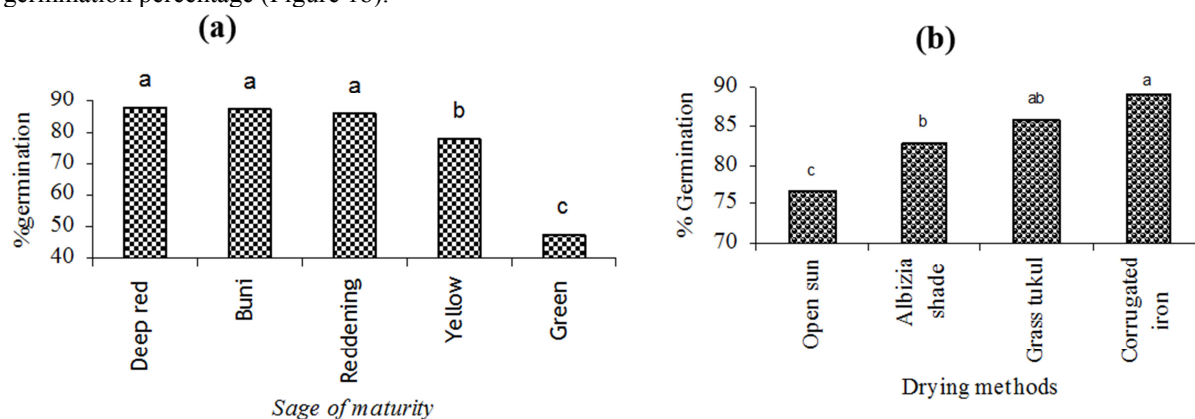 germination percentage (Figure 1b).
(a)
a
a
a
b
c
90
80
70
60
50
40
%germination
Deep red
Buni
Reddening
Yellow
Green
Sage of maturity
(b)
a
ab
b
c
90
85
80
75
70
% Germination
Open sun
Albizia
shade
Grass tukul
Corrugated
iron
Drying methods